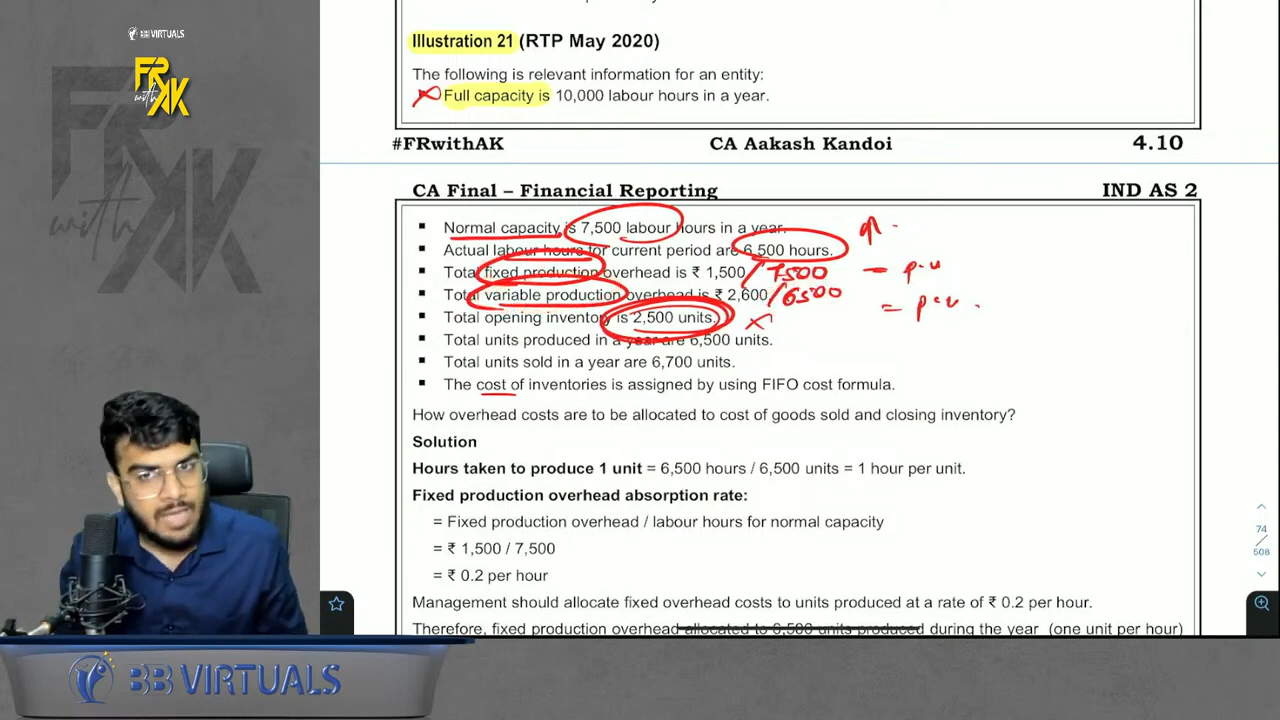 BB VIRTUALS
FR
with
AK
FR
with
AK
Illustration 21 (RTP May 2020)
The following is relevant information for an entity:
Full capacity is 10,000 labour hours in a year.
#FRwithAK CA Aakash Kandoi 4.10
CA Final – Financial Reporting IND AS 2
▪ Normal capacity is 7,500 labour hours in a year.
▪ Actual labour hours for current period are 6,500 hours.
▪ Total fixed production overhead is ₹ 1,500 / 7500 — p.u
▪ Total variable production overhead is ₹ 2,600 / 6500 = p.u.
▪ Total opening inventory is 2,500 units.
▪ Total units produced in a year are 6,500 units.
▪ Total units sold in a year are 6,700 units.
▪ The cost of inventories is assigned by using FIFO cost formula.
How overhead costs are to be allocated to cost of goods sold and closing inventory?
Solution
Hours taken to produce 1 unit = 6,500 hours / 6,500 units = 1 hour per unit.
Fixed production overhead absorption rate:
= Fixed production overhead / labour hours for normal capacity
= ₹ 1,500 / 7,500
= ₹ 0.2 per hour
Management should allocate fixed overhead costs to units produced at a rate of ₹ 0.2 per hour.
Therefore, fixed production overhead allocated to 6,500 units produced during the year (one unit per hour)
74
/
508
BB VIRTUALS